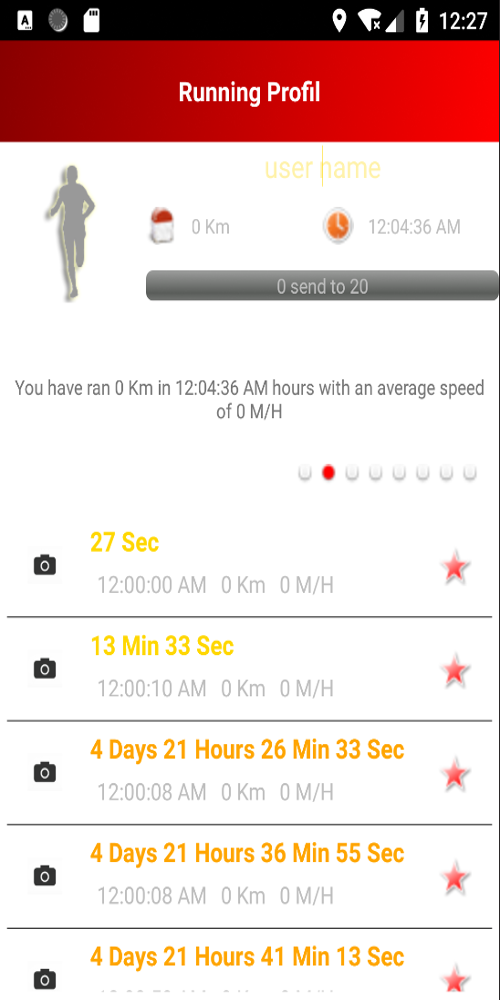 12:27
Running Profil
user name
0 Km
12:04:36 AM
0 send to 20
You have ran 0 Km in 12:04:36 AM hours with an average speed
of 0 M/H
27 Sec
12:00:00 AM 0 Km 0 M/H
13 Min 33 Sec
12:00:10 AM 0 Km 0 M/H
4 Days 21 Hours 26 Min 33 Sec
12:00:08 AM 0 Km 0 M/H
4 Days 21 Hours 36 Min 55 Sec
12:00:08 AM 0 Km 0 M/H
4 Days 21 Hours 41 Min 13 Sec